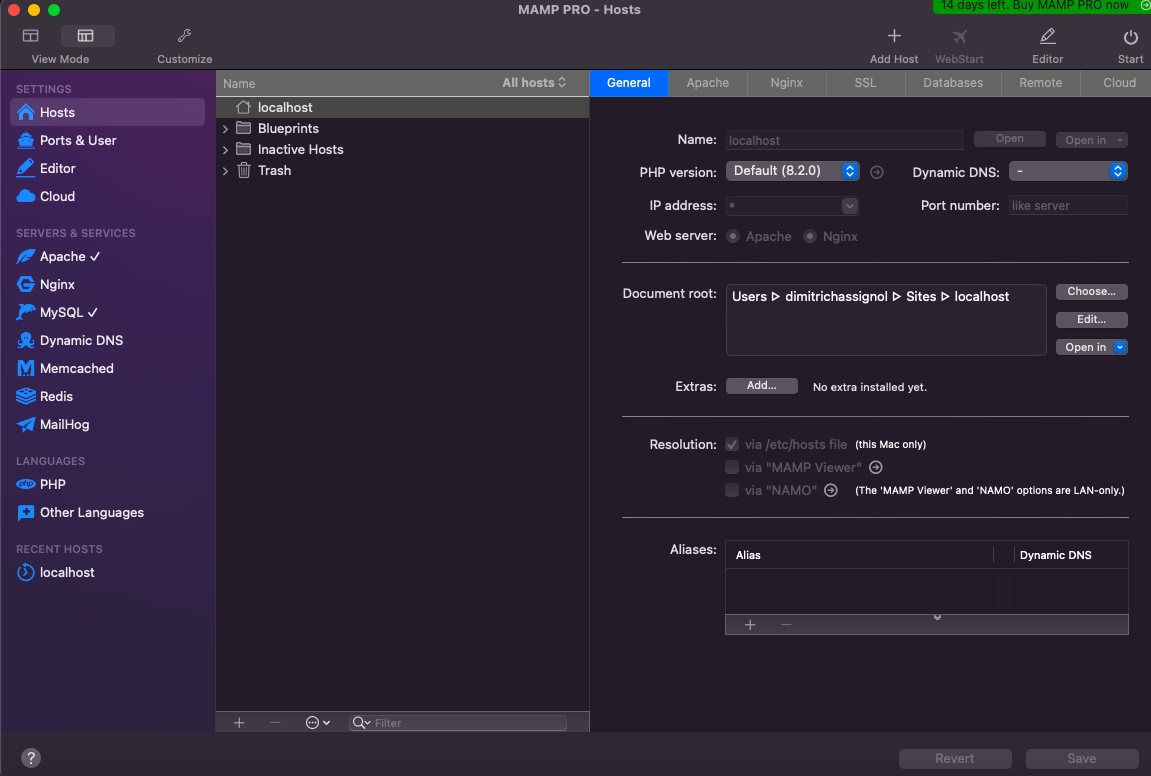 MAMP PRO - Hosts
14 days left. Buy MAMP PRO now
View Mode
Customize
Add Host
WebStart
Editor
Start
SETTINGS
Hosts
Ports & User
Editor
Cloud
SERVERS & SERVICES
Apache ✓
Nginx
MySQL ✓
Dynamic DNS
Memcached
Redis
MailHog
LANGUAGES
PHP
Other Languages
RECENT HOSTS
localhost
Name All hosts
localhost
Blueprints
Inactive Hosts
Trash
Filter
General Apache Nginx SSL Databases Remote Cloud
Name: localhost Open Open in
PHP version: Default (8.2.0) Dynamic DNS: -
IP address: * Port number: like server
Web server: Apache Nginx
Document root: Users ▷ dimitrichassignol ▷ Sites ▷ localhost Choose...
Edit...
Open in
Extras: Add... No extra installed yet.
Resolution: via /etc/hosts file (this Mac only)
via "MAMP Viewer"
via "NAMO" (The 'MAMP Viewer' and 'NAMO' options are LAN-only.)
Aliases: Alias Dynamic DNS
?
Revert Save